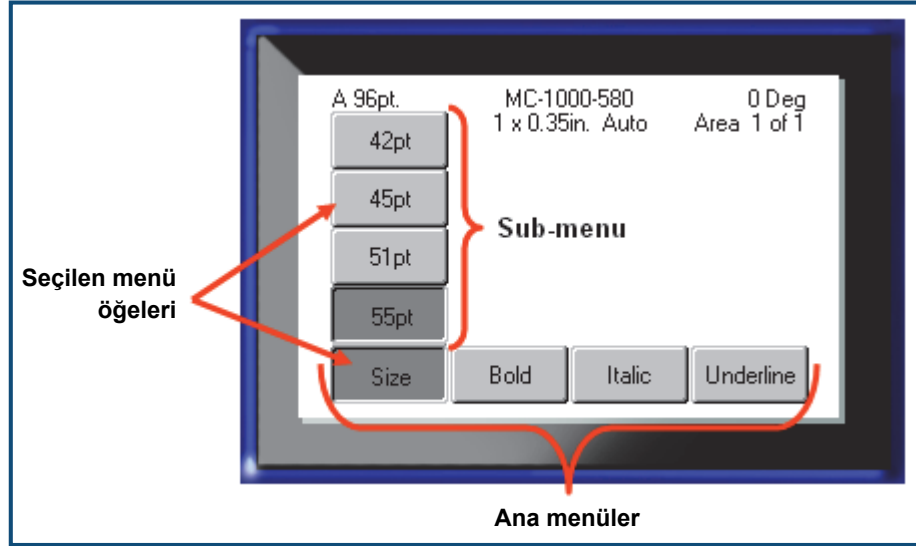 A 96pt. MC-1000-580 0 Deg
1 x 0.35in. Auto Area 1 of 1
42pt
45pt
Sub-menu
51pt
Seçilen menü
öğeleri
55pt
Size Bold Italic Underline
Ana menüler